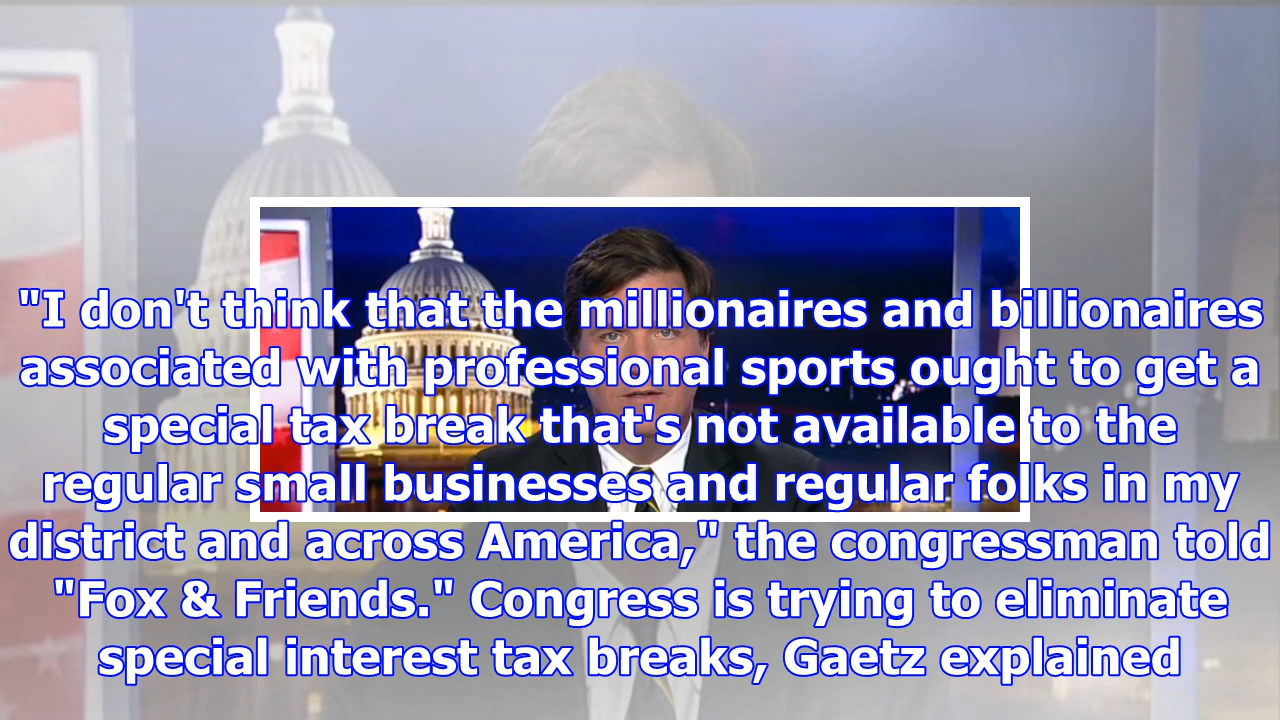 "I don't think that the millionaires and billionaires
associated with professional sports ought to get a
special tax break that's not available to the
regular small businesses and regular folks in my
district and across America," the congressman told
"Fox & Friends." Congress is trying to eliminate
special interest tax breaks, Gaetz explained